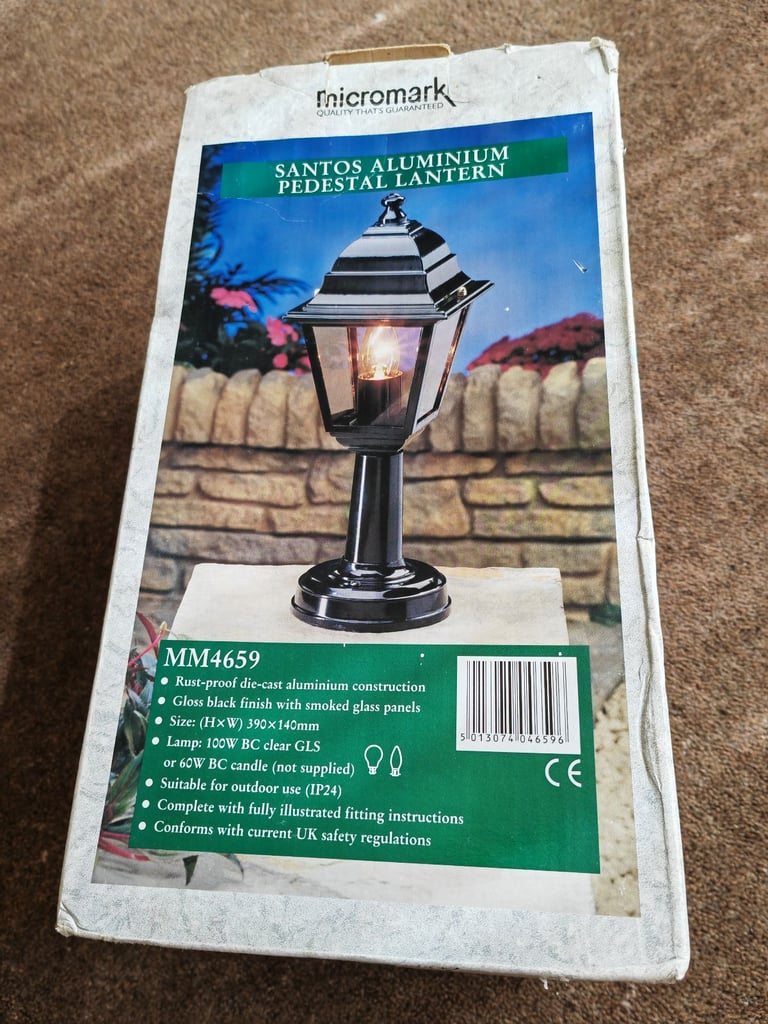 micromark
QUALITY THAT'S GUARANTEED
SANTOS ALUMINIUM
PEDESTAL LANTERN
MM4659
• Rust-proof die-cast aluminium construction
• Gloss black finish with smoked glass panels
• Size: (H×W) 390×140mm
• Lamp: 100W BC clear GLS
or 60W BC candle (not supplied)
• Suitable for outdoor use (IP24)
• Complete with fully illustrated fitting instructions
• Conforms with current UK safety regulations
5 013074 046596
CE